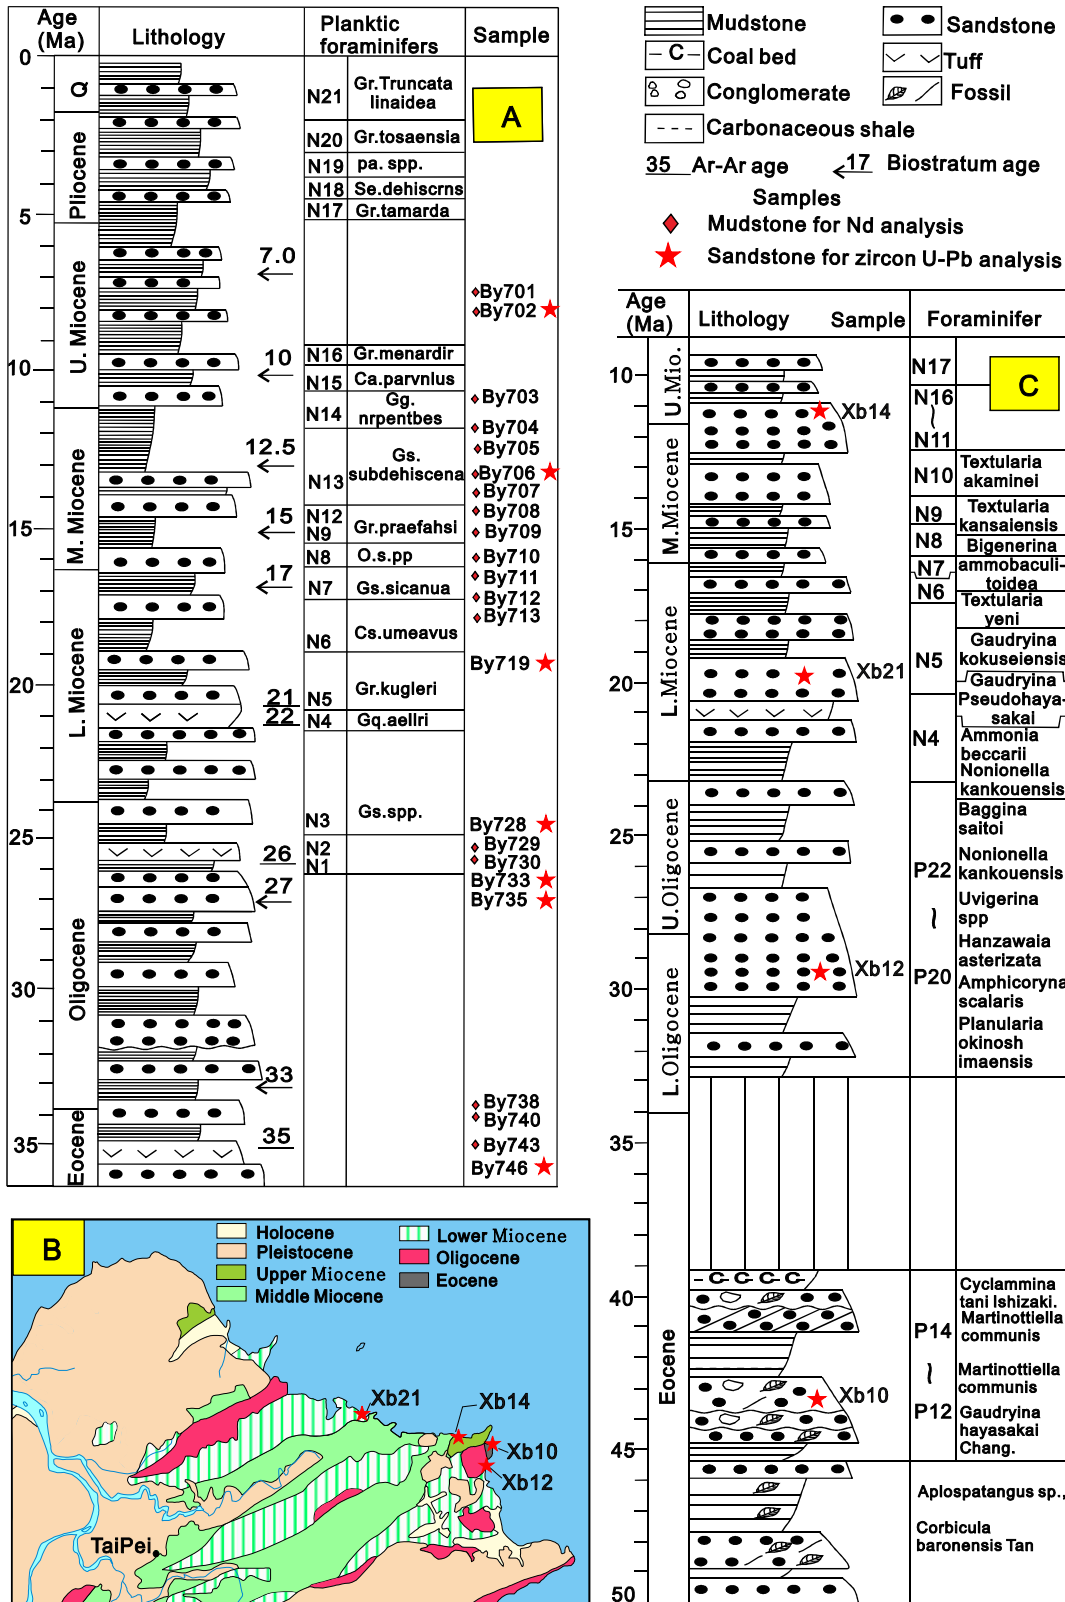 Age
(Ma)
Lithology
Planktic
foraminifers
Sample
0
5
10
15
20
25
30
35
Q
Pliocene
U. Miocene
M. Miocene
L. Miocene
Oligocene
Eocene
7.0
10
12.5
15
17
21
22
26
27
33
35
N21
Gr.Truncata
linaidea
N20
Gr.tosaensia
N19
pa. spp.
N18
Se.dehiscrns
N17
Gr.tamarda
N16
Gr.menardir
N15
Ca.parvnlus
N14
Gg.
nrpentbes
N13
Gs.
subdehiscena
N12
N9
Gr.praefahsi
N8
O.s.pp
N7
Gs.sicanua
N6
Cs.umeavus
N5
Gr.kugleri
N4
Gq.aellri
N3
Gs.spp.
N2
N1
A
By701
By702
By703
By704
By705
By706
By707
By708
By709
By710
By711
By712
By713
By719
By728
By729
By730
By733
By735
By738
By740
By743
By746
Mudstone
Sandstone
C
Coal bed
Tuff
Conglomerate
Fossil
Carbonaceous shale
35 Ar-Ar age
17 Biostratum age
Samples
Mudstone for Nd analysis
Sandstone for zircon U-Pb analysis
Age
(Ma)
Lithology
Sample
Foraminifer
C
10
15
20
25
30
35
40
45
50
U.Mio.
M.Miocene
L.Miocene
U.Oligocene
L.Oligocene
Eocene
Xb14
Xb21
Xb12
C C C C
Xb10
N17
N16
~
N11
N10
Textularia
akaminei
N9
Textularia
kansaiensis
N8
Bigenerina
N7
ammobaculi-
toidea
N6
Textularia
yeni
N5
Gaudryina
kokuseiensis
Gaudryina
Pseudohaya-
sakai
N4
Ammonia
beccarii
Nonionella
kankouensis
Baggina
saitoi
P22
~
P20
Nonionella
kankouensis
Uvigerina
spp
Hanzawaia
asterizata
Amphicoryna
scalaris
Planularia
okinosh
imaensis
P14
~
P12
Cyclammina
tani Ishizaki.
Martinottiella
communis
Martinottiella
communis
Gaudryina
hayasakai
Chang.
Aplospatangus sp.,
Corbicula
baronensis Tan
B
Holocene
Pleistocene
Upper Miocene
Middle Miocene
Lower Miocene
Oligocene
Eocene
Xb21
Xb14
Xb10
Xb12
TaiPei